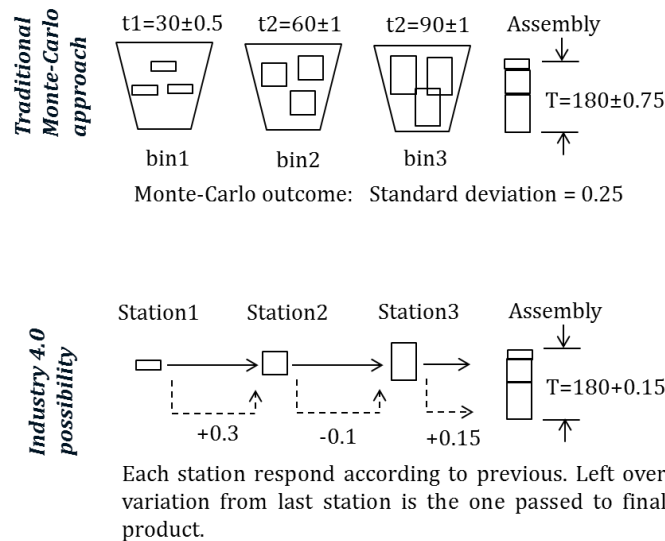 Traditional
Monte-Carlo
approach
t1=30±0.5 t2=60±1 t2=90±1 Assembly
T=180±0.75
bin1 bin2 bin3
Monte-Carlo outcome: Standard deviation = 0.25
Industry 4.0
possibility
Station1 Station2 Station3 Assembly
T=180+0.15
+0.3 -0.1 +0.15
Each station respond according to previous. Left over
variation from last station is the one passed to final
product.